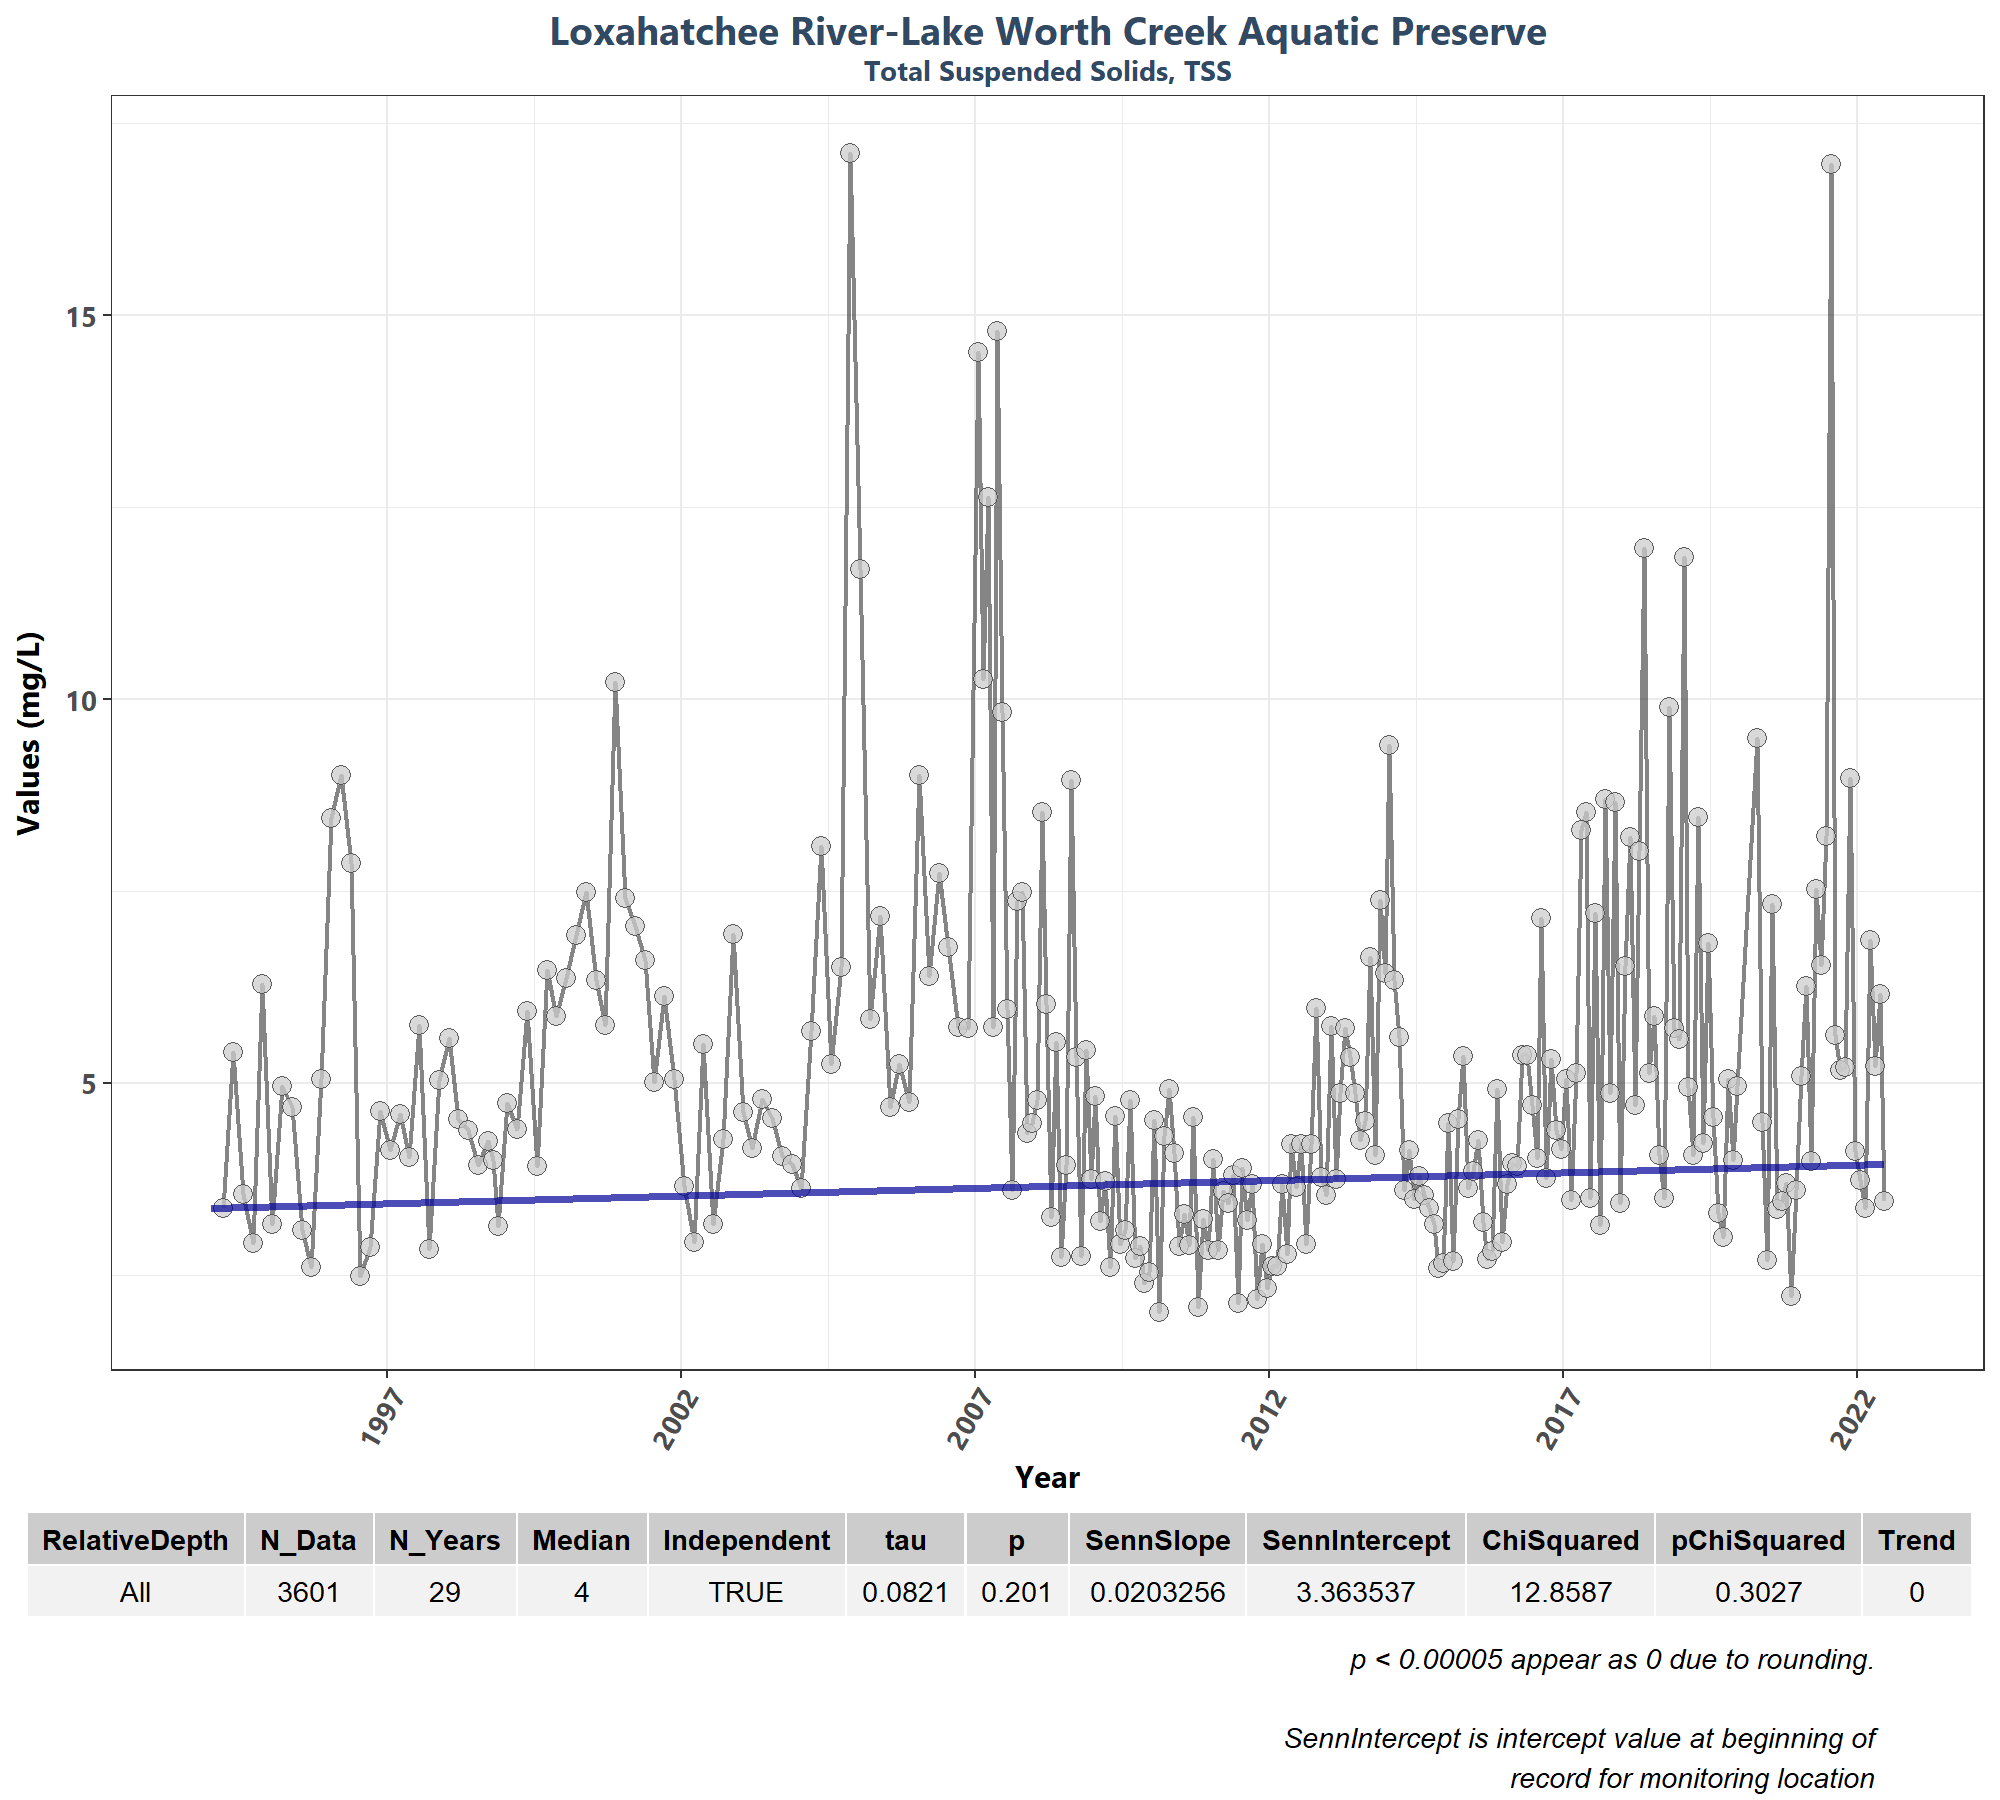 Loxahatchee River-Lake Worth Creek Aquatic Preserve
Total Suspended Solids, TSS
Values (mg/L)
15
10
5
1997
2002
2007
2012
2017
2022
Year
RelativeDepth N_Data N_Years Median Independent tau p SennSlope SennIntercept ChiSquared pChiSquared Trend
All 3601 29 4 TRUE 0.0821 0.201 0.0203256 3.363537 12.8587 0.3027 0
p < 0.00005 appear as 0 due to rounding.
SennIntercept is intercept value at beginning of
record for monitoring location